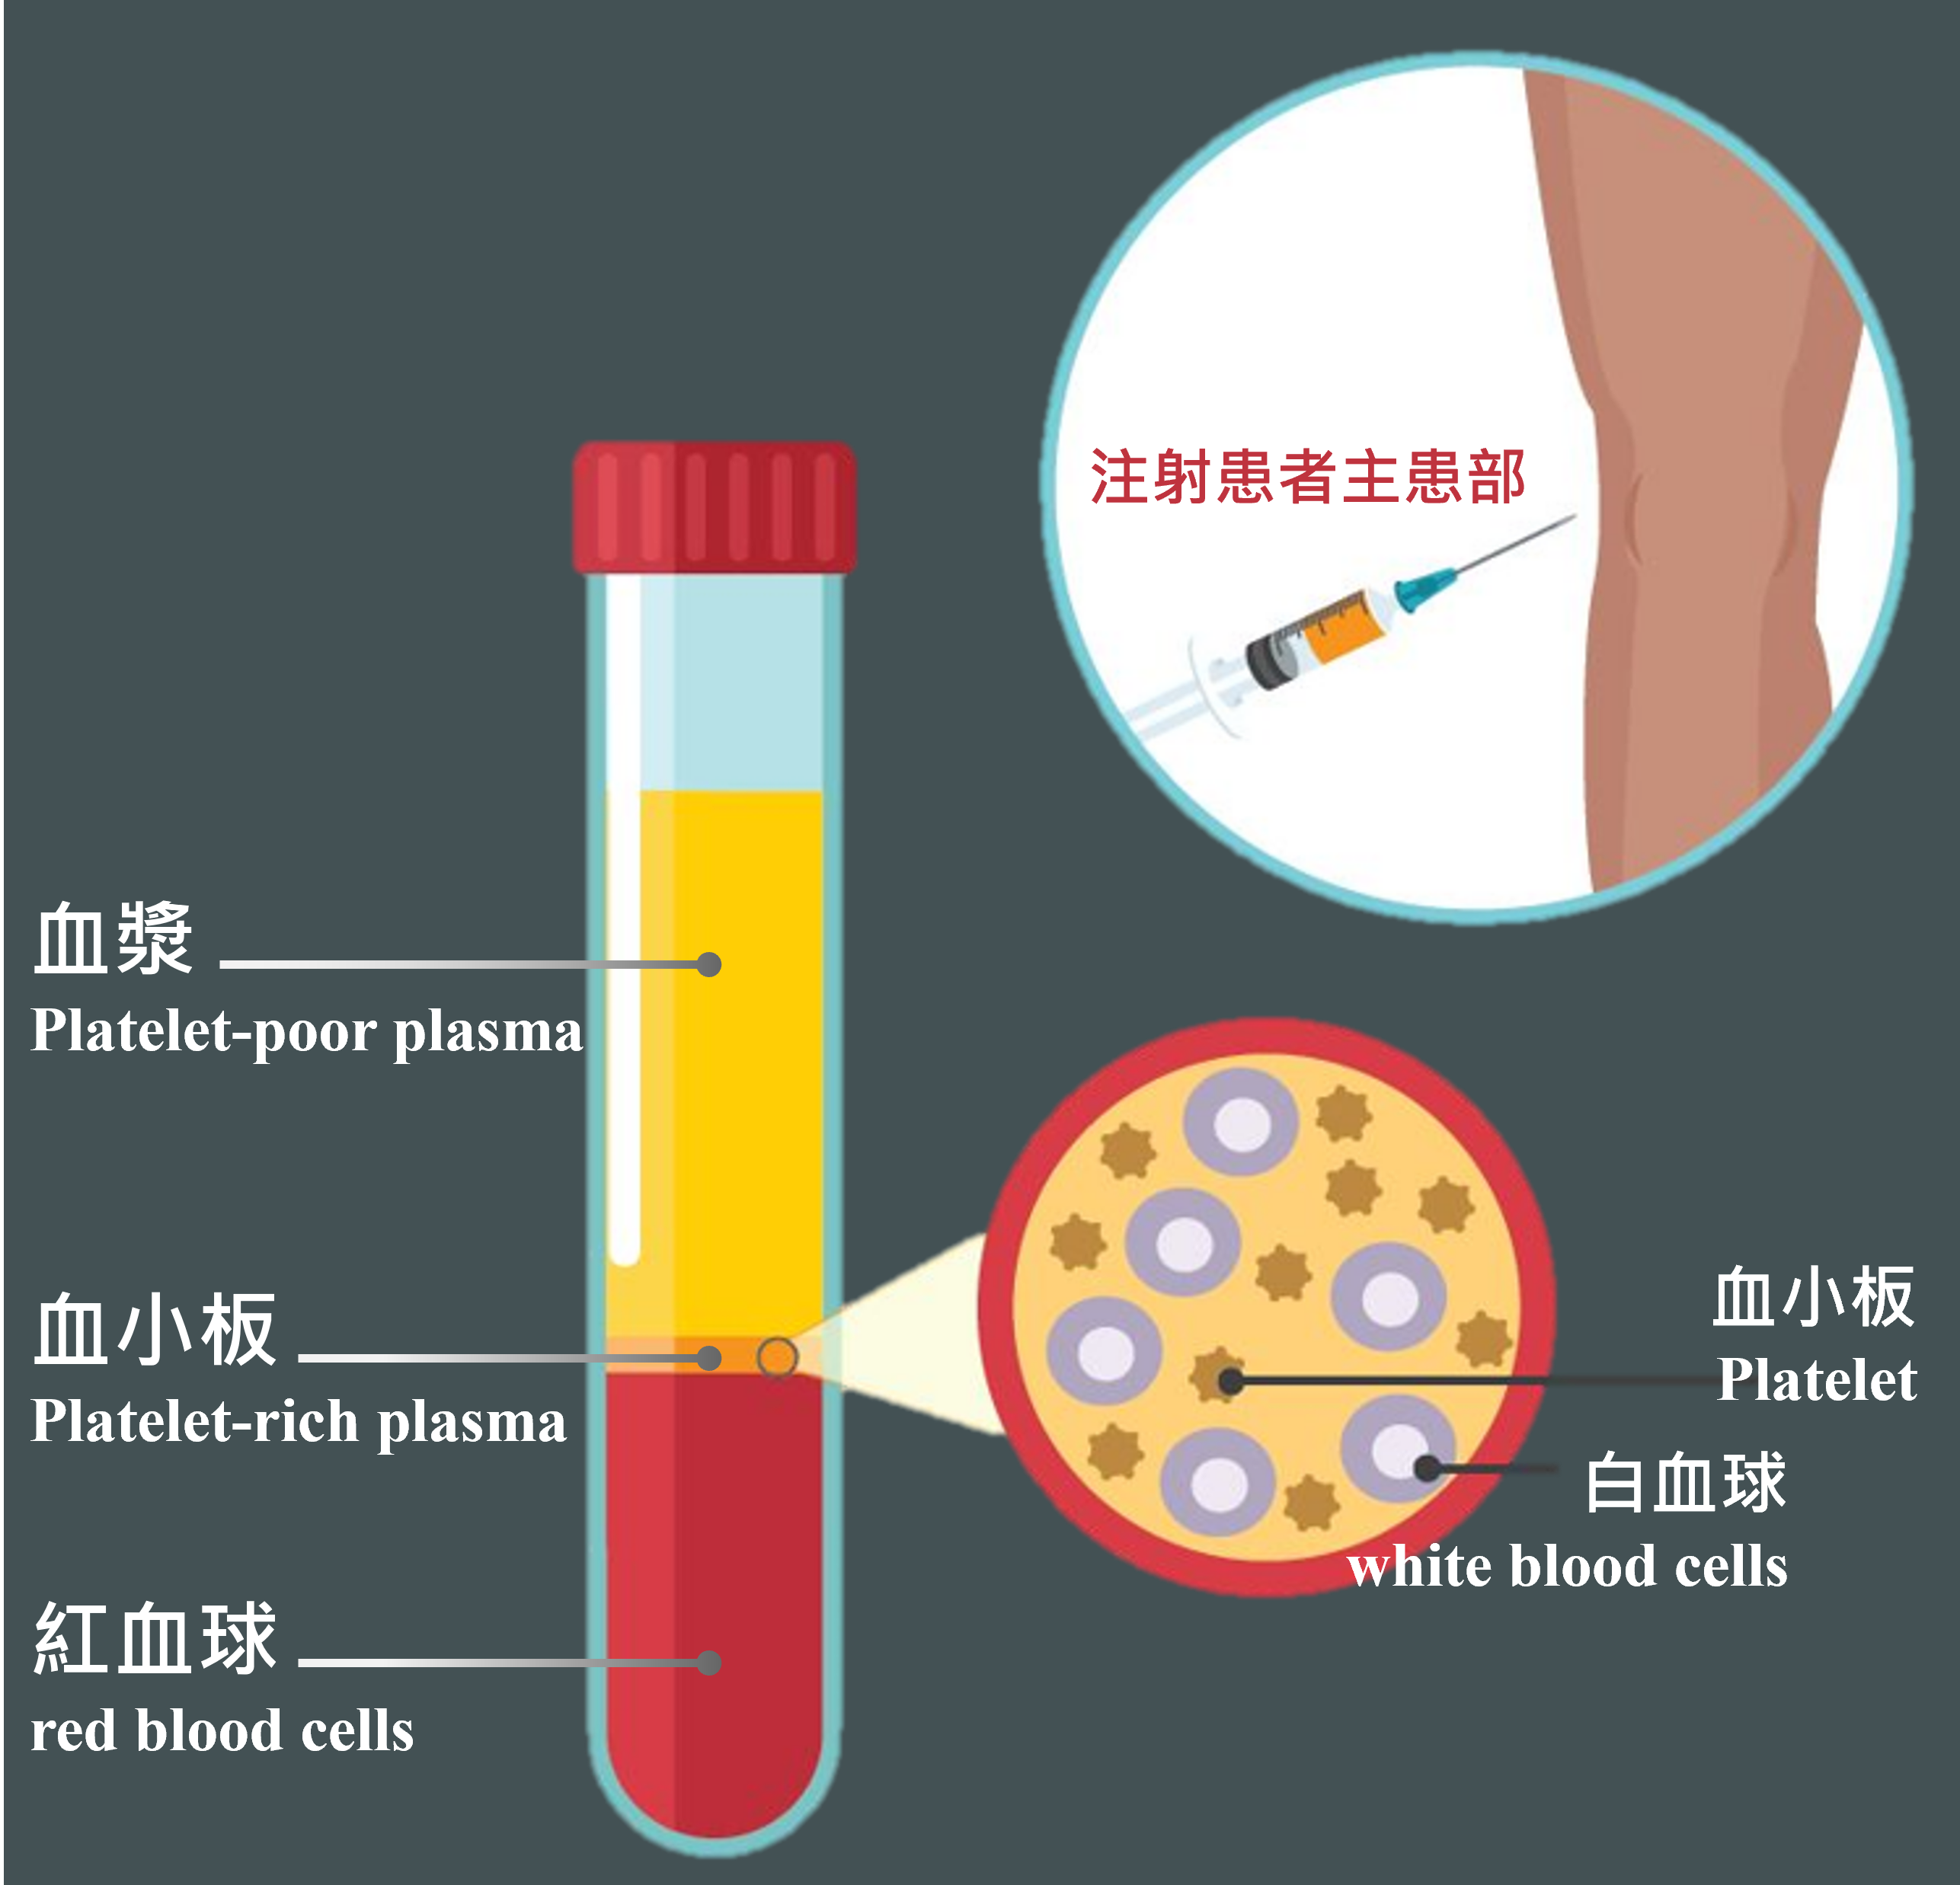 注射患者主患部
血漿
Platelet-poor plasma
血小板
Platelet-rich plasma
紅血球
red blood cells
血小板
Platelet
白血球
white blood cells